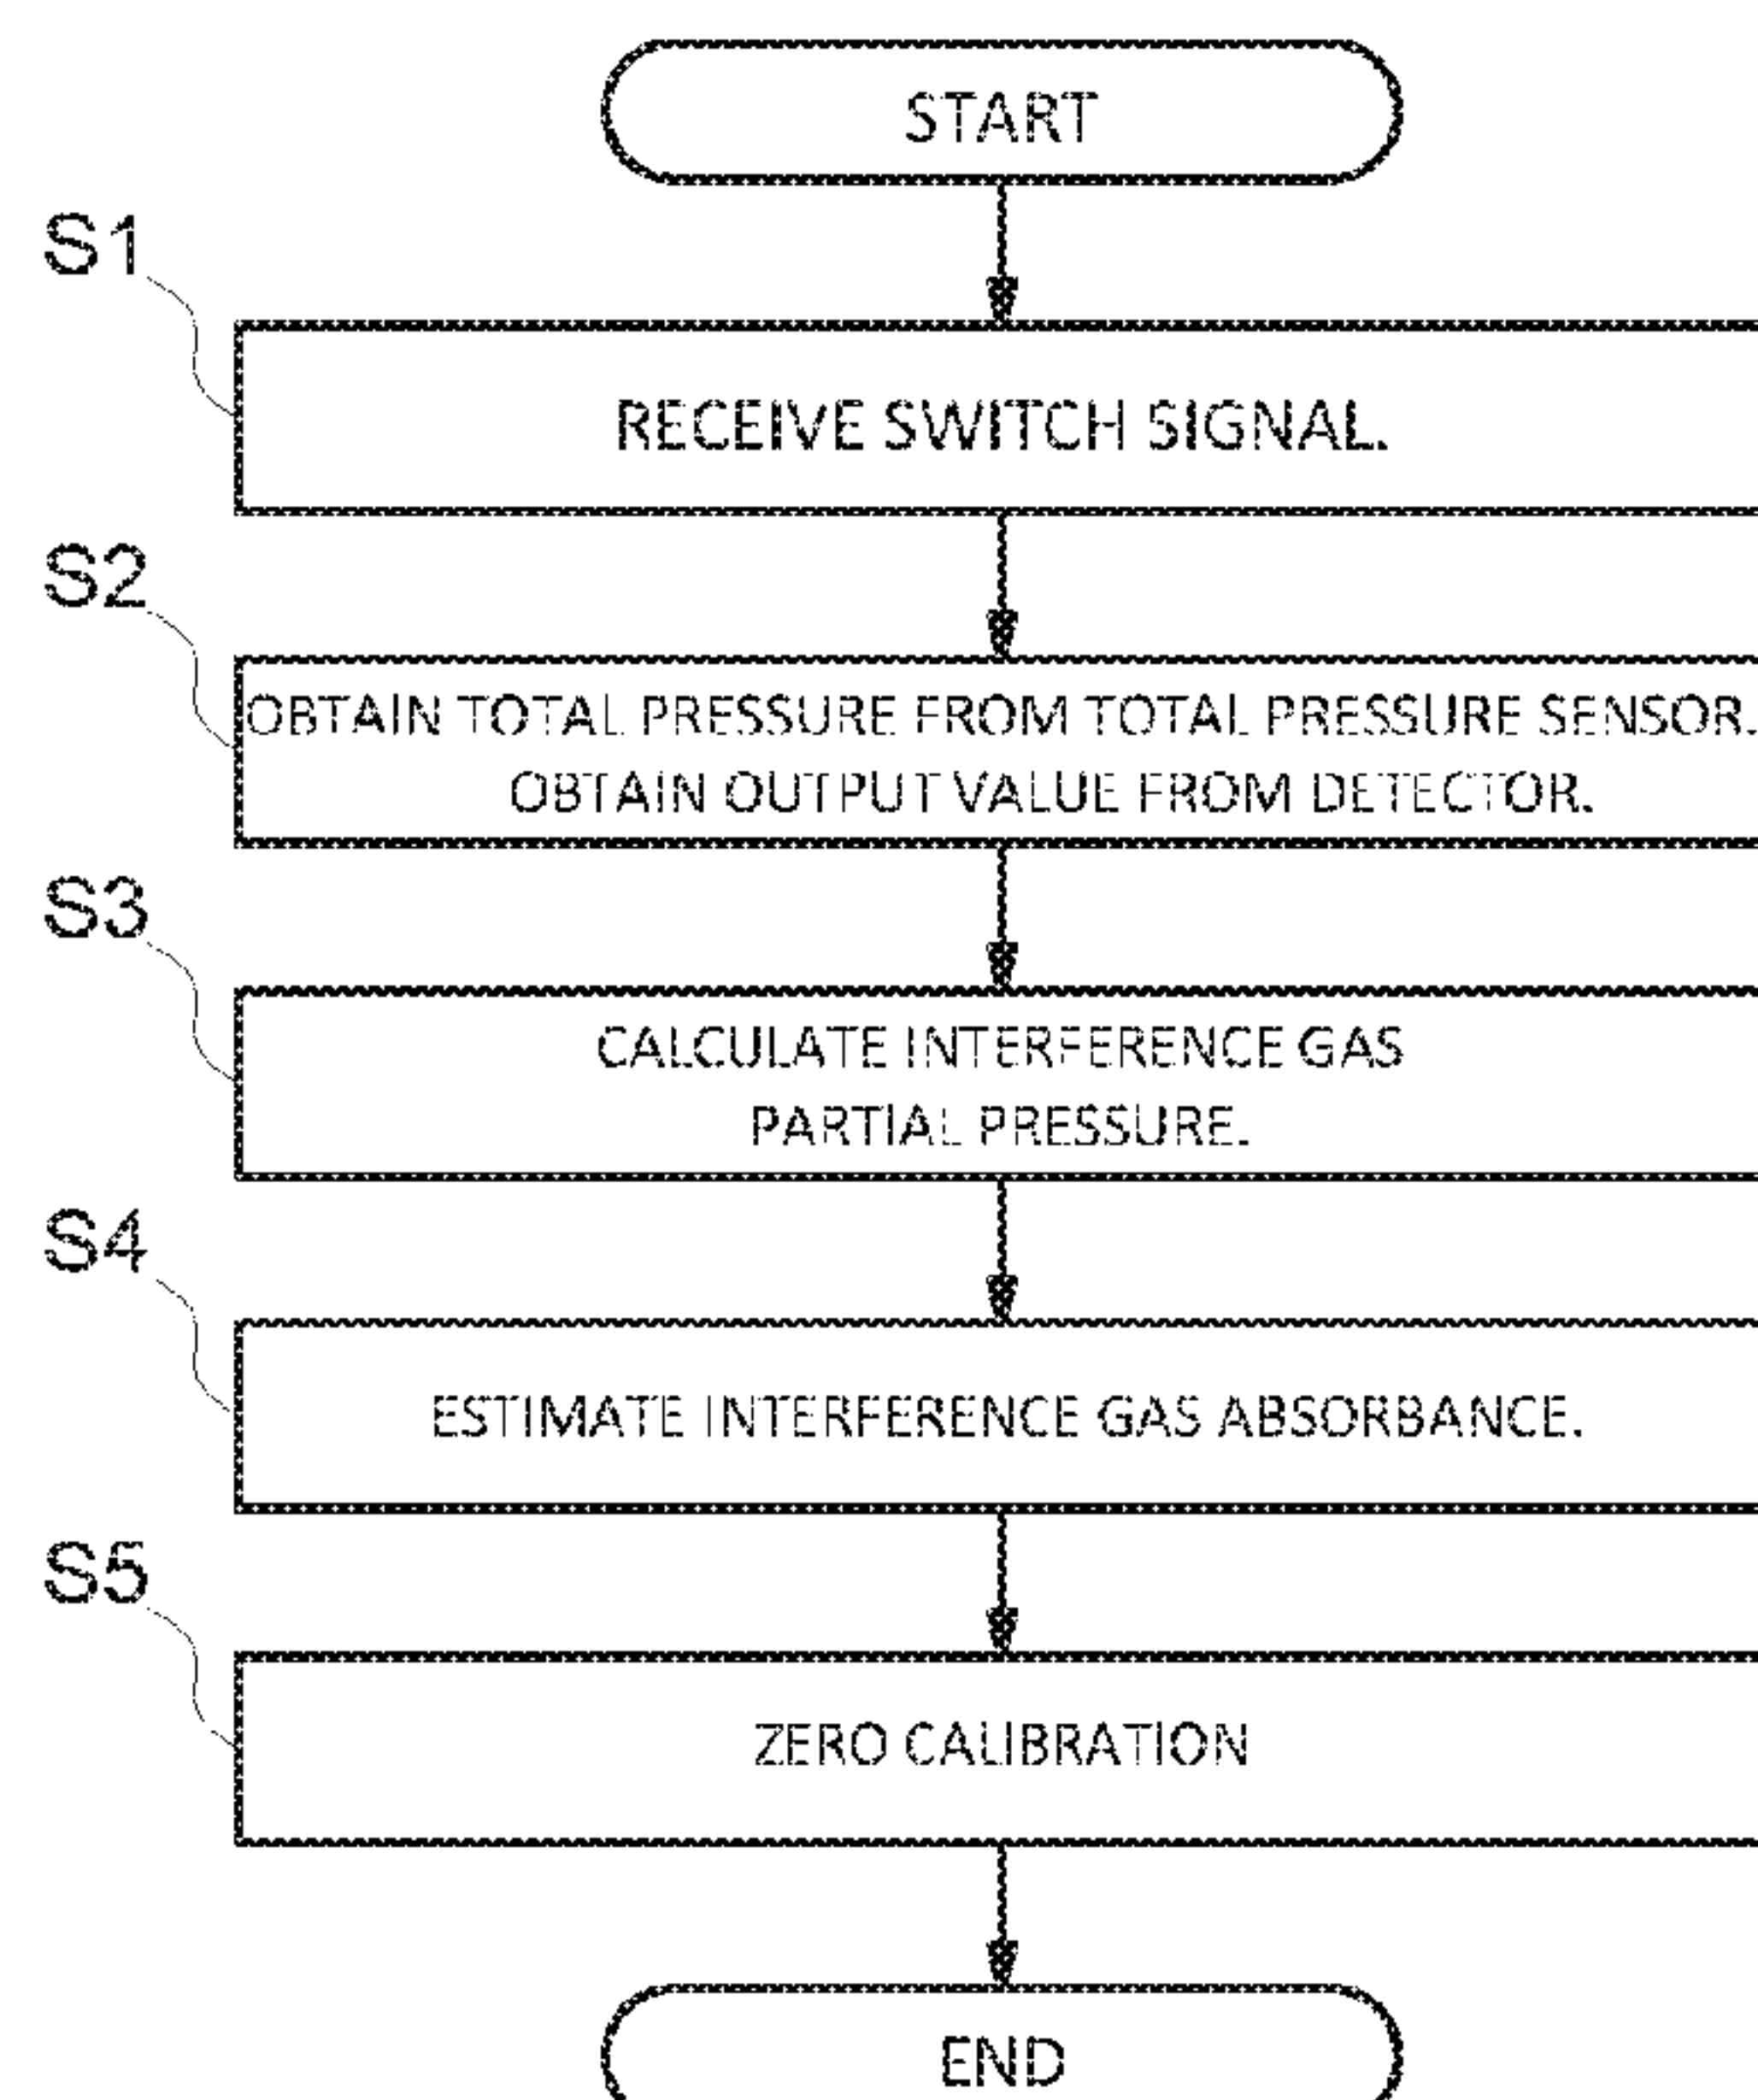 START
S1
RECEIVE SWITCH SIGNAL.
S2
OBTAIN TOTAL PRESSURE FROM TOTAL PRESSURE SENSOR.
OBTAIN OUTPUT VALUE FROM DETECTOR.
S3
CALCULATE INTERFERENCE GAS
PARTIAL PRESSURE.
S4
ESTIMATE INTERFERENCE GAS ABSORBANCE.
S5
ZERO CALIBRATION
END